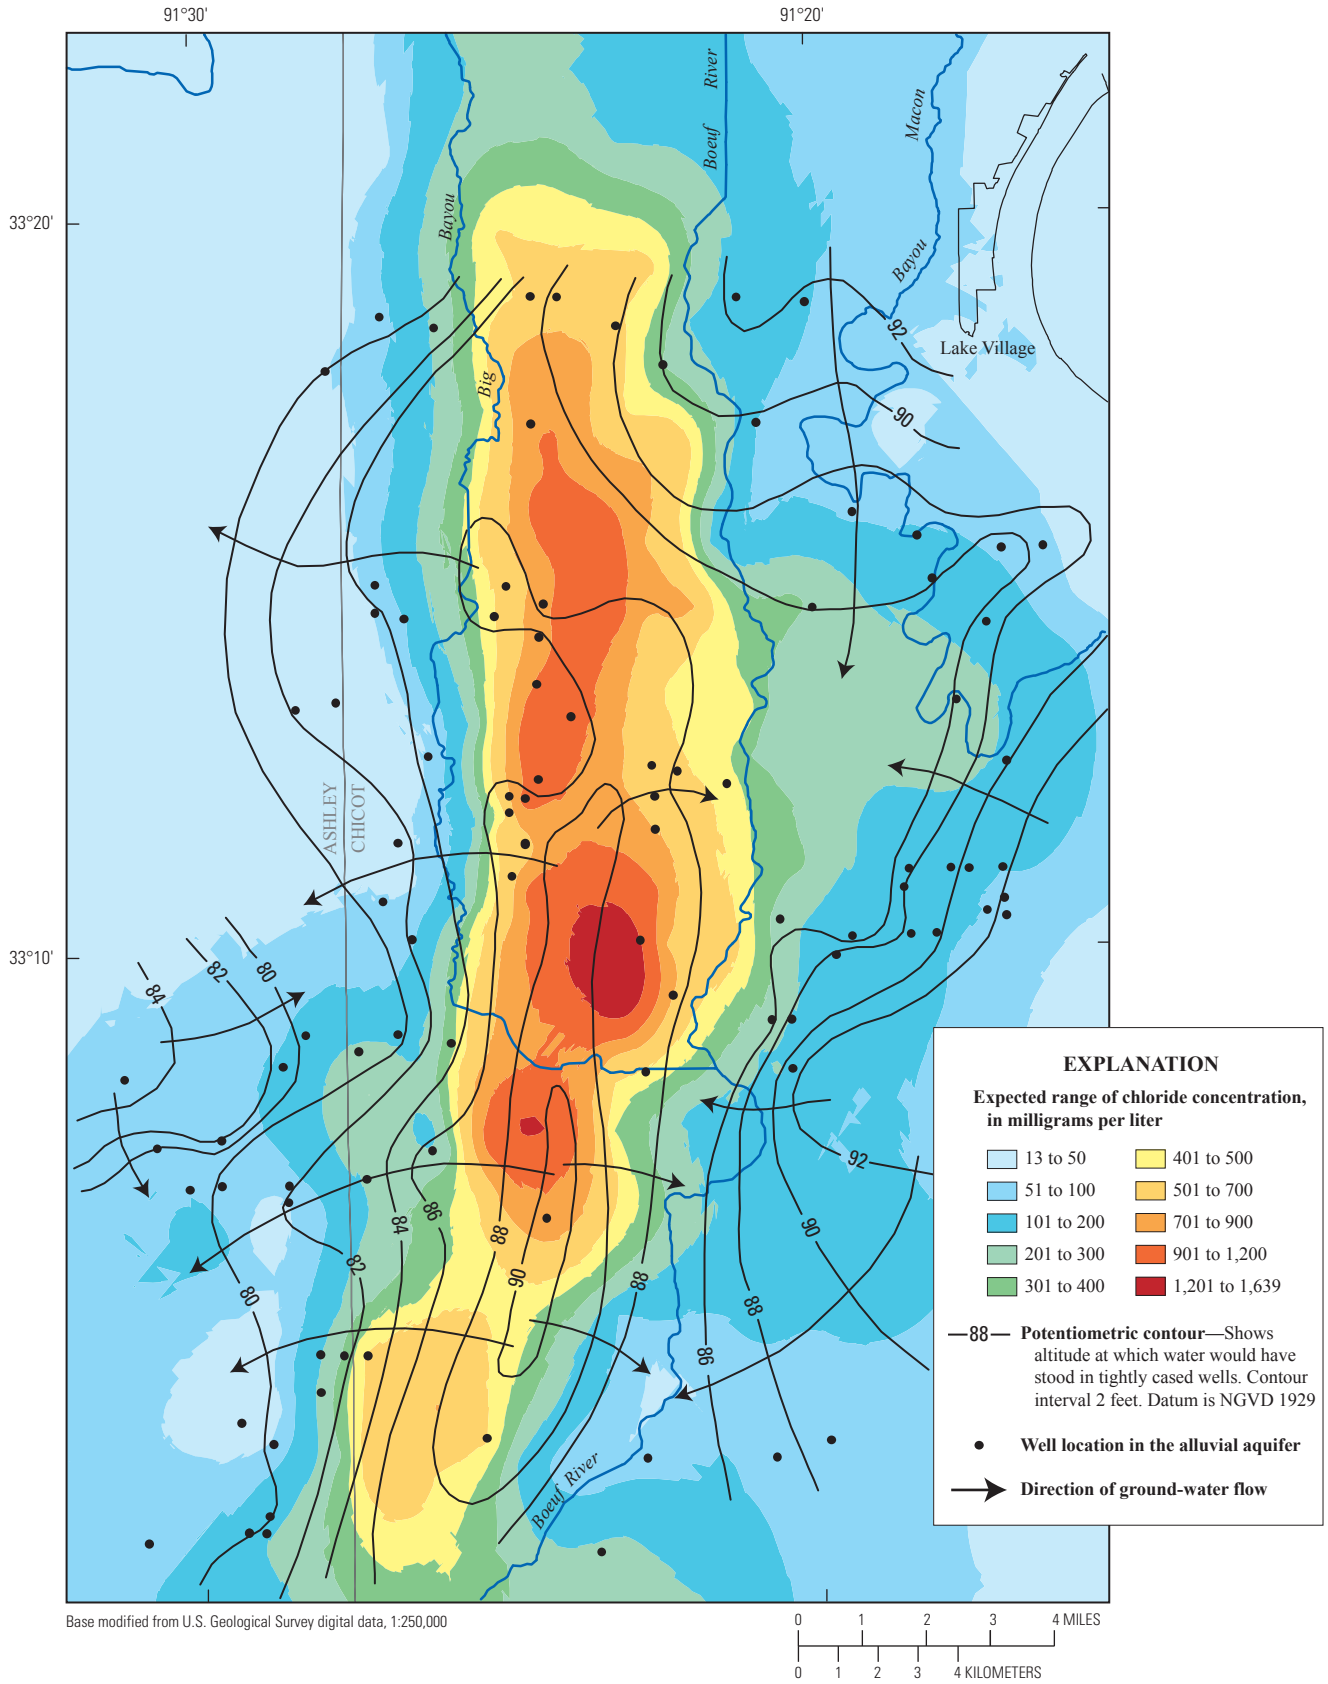 91°30'
91°20'
33°20'
33°10'
Boeuf River
Bayou Macon
Big Bayou
Lake Village
92
90
ASHLEY
CHICOT
84
82
80
92
90
88
86
88
90
88
86
84
82
80
Boeuf River
EXPLANATION
Expected range of chloride concentration,
in milligrams per liter
13 to 50
51 to 100
101 to 200
201 to 300
301 to 400
401 to 500
501 to 700
701 to 900
901 to 1,200
1,201 to 1,639
88 Potentiometric contour—Shows
altitude at which water would have
stood in tightly cased wells. Contour
interval 2 feet. Datum is NGVD 1929
Well location in the alluvial aquifer
Direction of ground-water flow
Base modified from U.S. Geological Survey digital data, 1:250,000
0 1 2 3 4 MILES
0 1 2 3 4 KILOMETERS